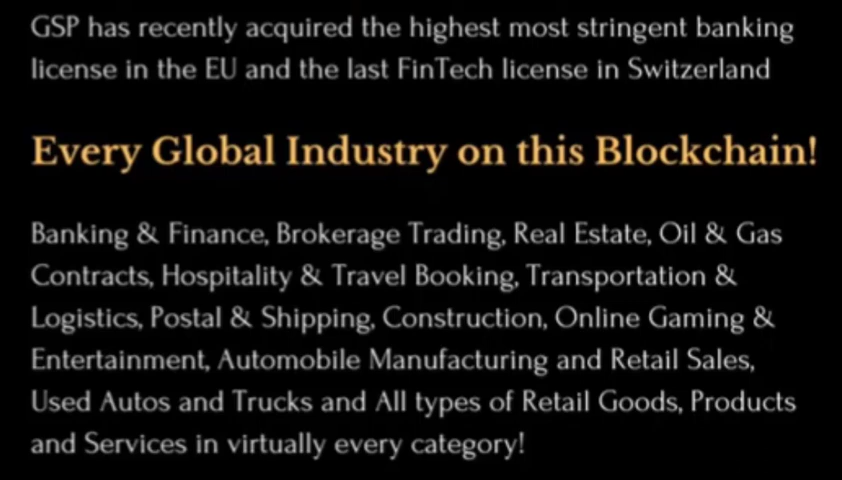 GSP has recently acquired the highest most stringent banking
license in the EU and the last FinTech license in Switzerland
Every Global Industry on this Blockchain!
Banking & Finance, Brokerage Trading, Real Estate, Oil & Gas
Contracts, Hospitality & Travel Booking, Transportation &
Logistics, Postal & Shipping, Construction, Online Gaming &
Entertainment, Automobile Manufacturing and Retail Sales,
Used Autos and Trucks and All types of Retail Goods, Products
and Services in virtually every category!